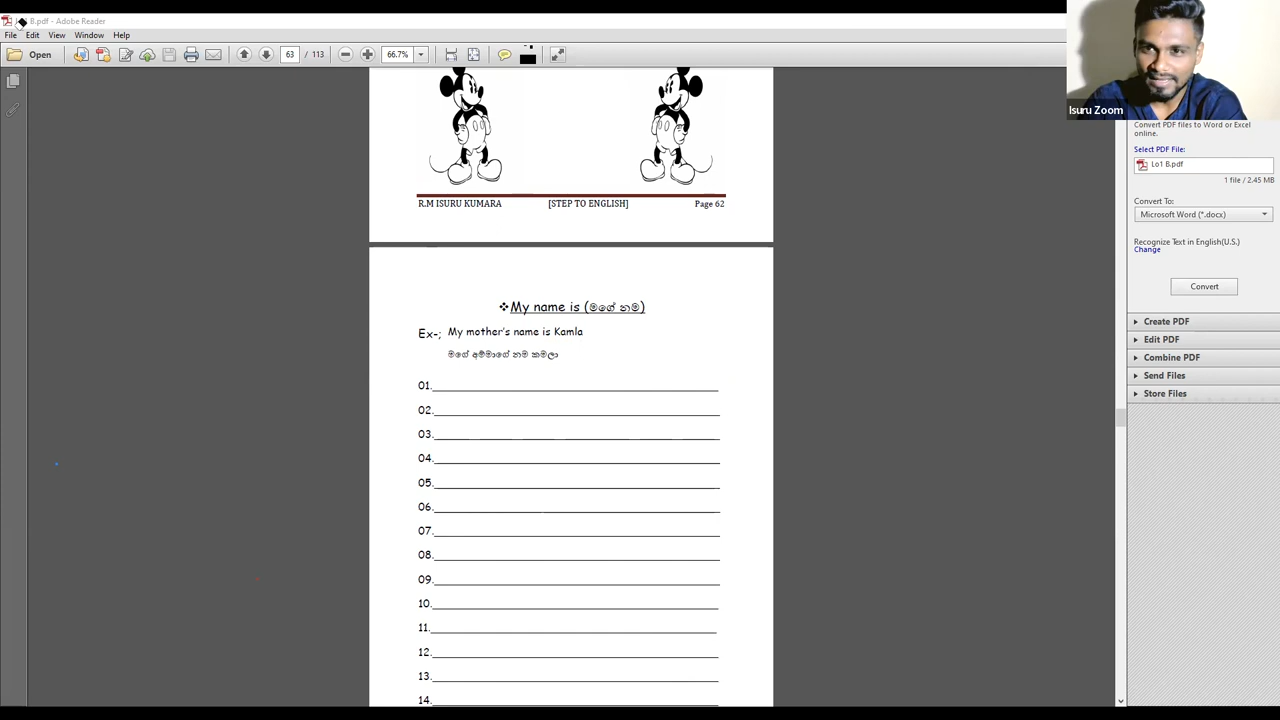 B.pdf - Adobe Reader
File Edit View Window Help
Open 63 / 113 66.7%
Isuru Zoom
Convert PDF files to Word or Excel
online.
Select PDF File:
Lo1 B.pdf
1 file / 2.45 MB
Convert To:
Microsoft Word (*.docx)
Recognize Text in English(U.S.)
Change
Convert
Create PDF
Edit PDF
Combine PDF
Send Files
Store Files
R.M ISURU KUMARA [STEP TO ENGLISH] Page 62
❖My name is (මගේ නම)
Ex-; My mother's name is Kamla
මගේ අම්මාගේ නම කමලා
01.
02.
03.
04.
05.
06.
07.
08.
09.
10.
11.
12.
13.
14.